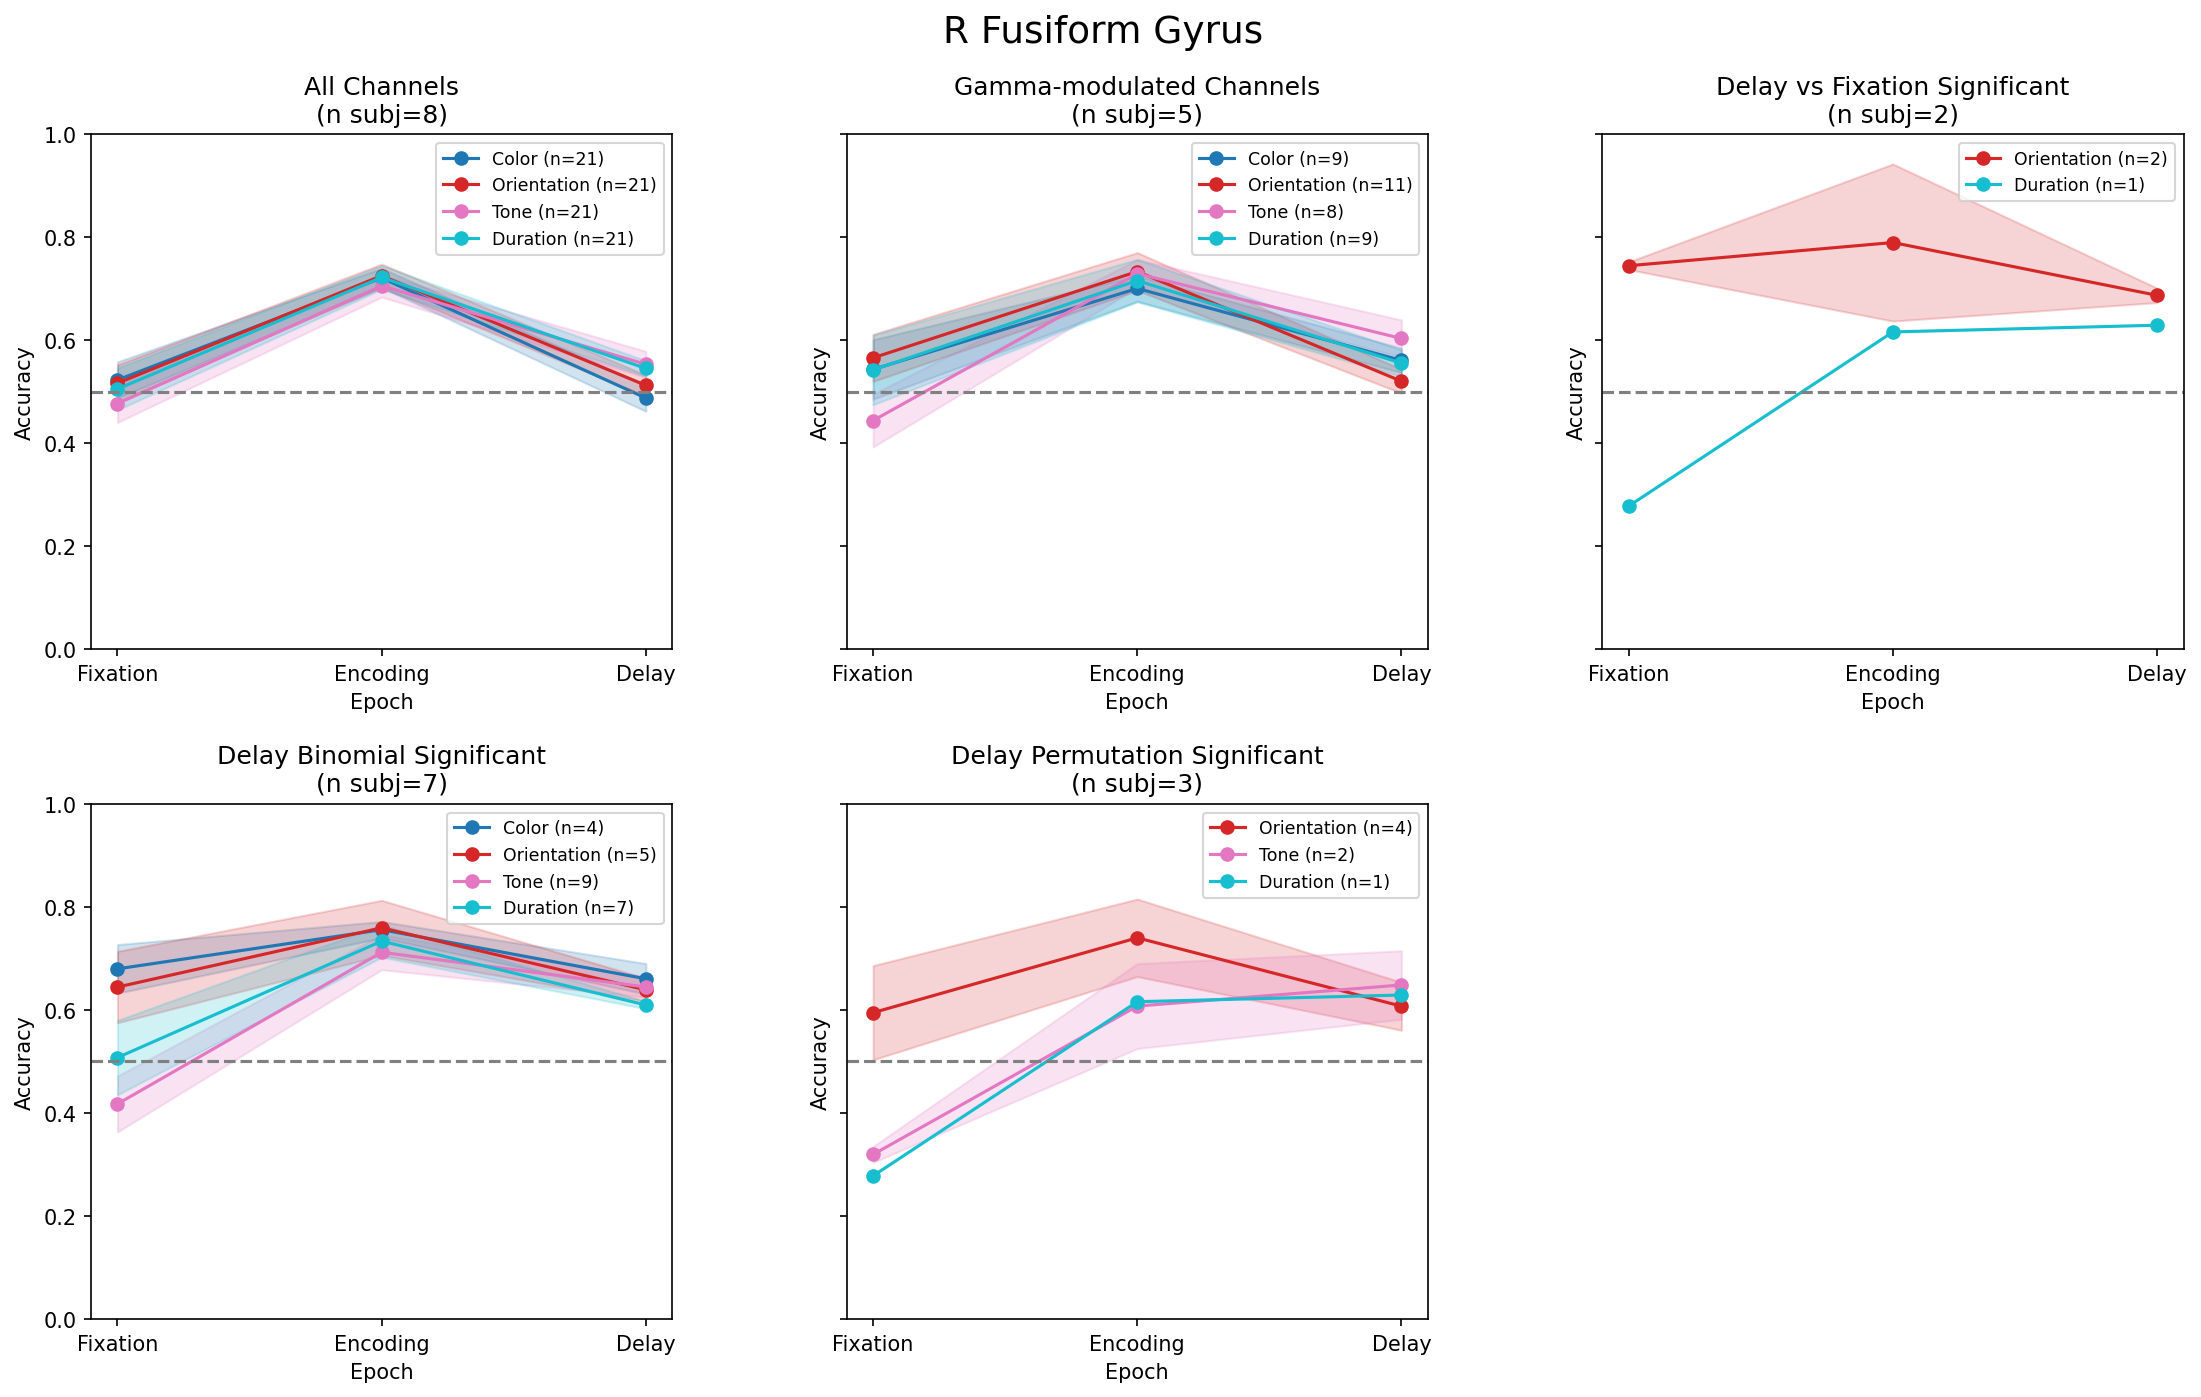 R Fusiform Gyrus
All Channels
(n subj=8)
1.0
0.8
0.6
0.4
0.2
0.0
Accuracy
Color (n=21)
Orientation (n=21)
Tone (n=21)
Duration (n=21)
Fixation
Encoding
Delay
Epoch
Gamma-modulated Channels
(n subj=5)
Accuracy
Color (n=9)
Orientation (n=11)
Tone (n=8)
Duration (n=9)
Fixation
Encoding
Delay
Epoch
Delay vs Fixation Significant
(n subj=2)
Accuracy
Orientation (n=2)
Duration (n=1)
Fixation
Encoding
Delay
Epoch
Delay Binomial Significant
(n subj=7)
1.0
0.8
0.6
0.4
0.2
0.0
Accuracy
Color (n=4)
Orientation (n=5)
Tone (n=9)
Duration (n=7)
Fixation
Encoding
Delay
Epoch
Delay Permutation Significant
(n subj=3)
Accuracy
Orientation (n=4)
Tone (n=2)
Duration (n=1)
Fixation
Encoding
Delay
Epoch